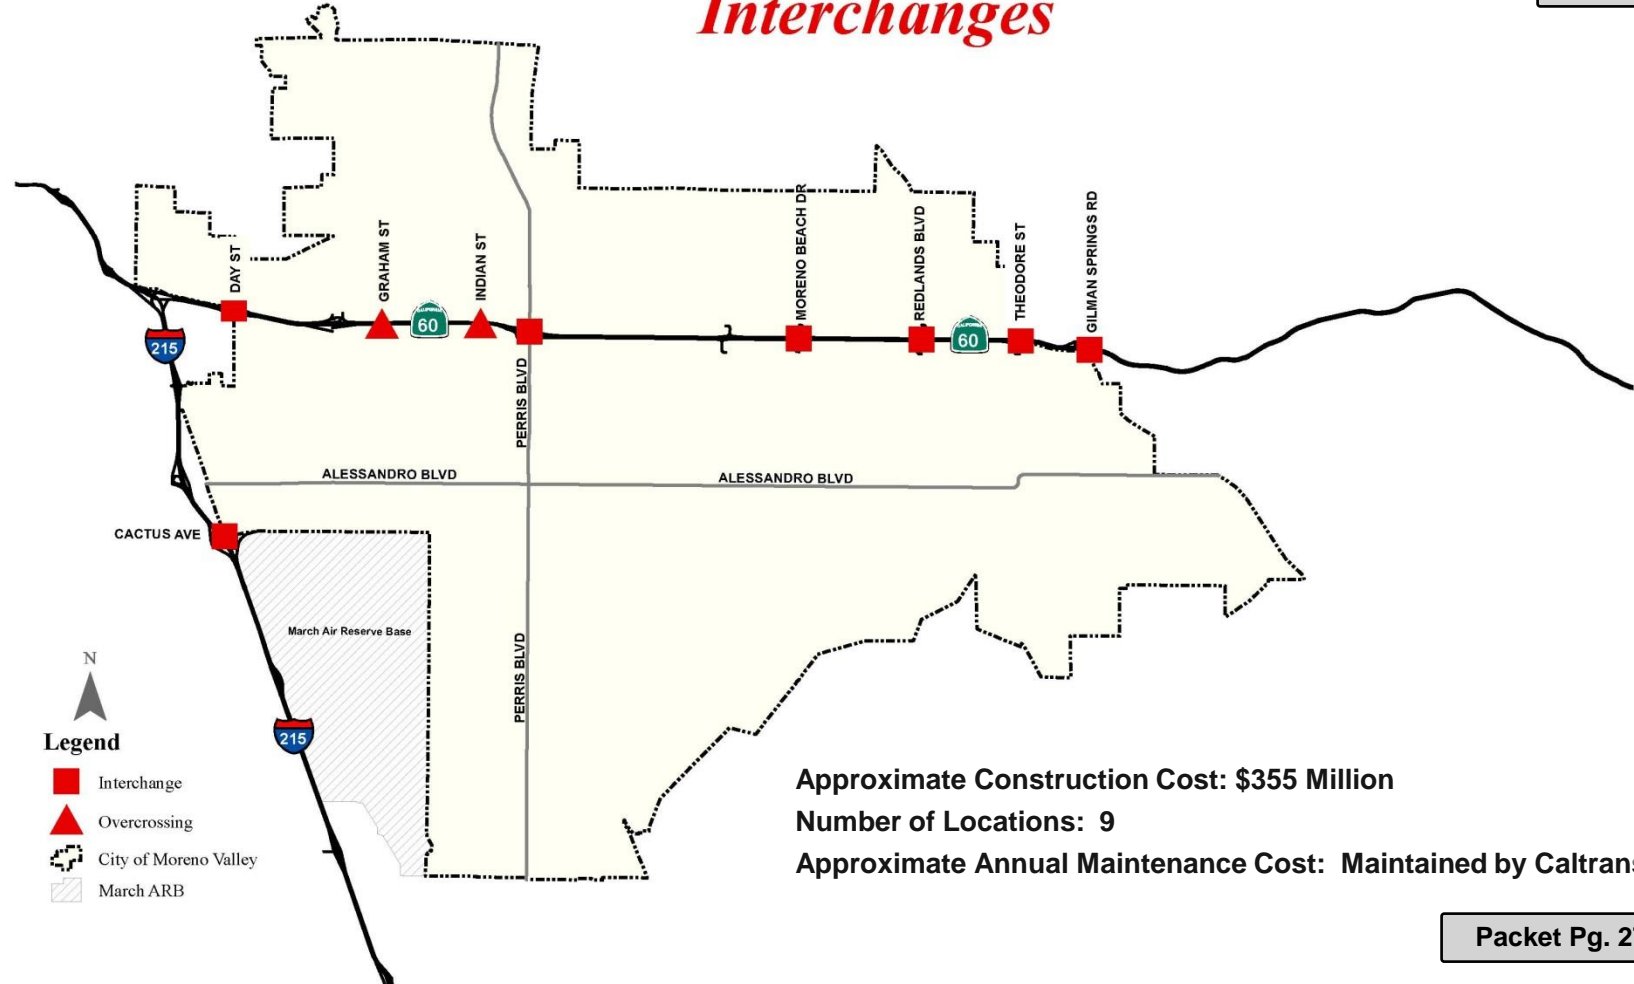 Interchanges
DAY ST
GRAHAM ST
INDIAN ST
MORENO BEACH DR
REDLANDS BLVD
THEODORE ST
GILMAN SPRINGS RD
60
60
215
PERRIS BLVD
ALESSANDRO BLVD
ALESSANDRO BLVD
CACTUS AVE
March Air Reserve Base
PERRIS BLVD
N
215
Legend
Interchange
Overcrossing
City of Moreno Valley
March ARB
Approximate Construction Cost: $355 Million
Number of Locations: 9
Approximate Annual Maintenance Cost: Maintained by Caltrans
Packet Pg. 2